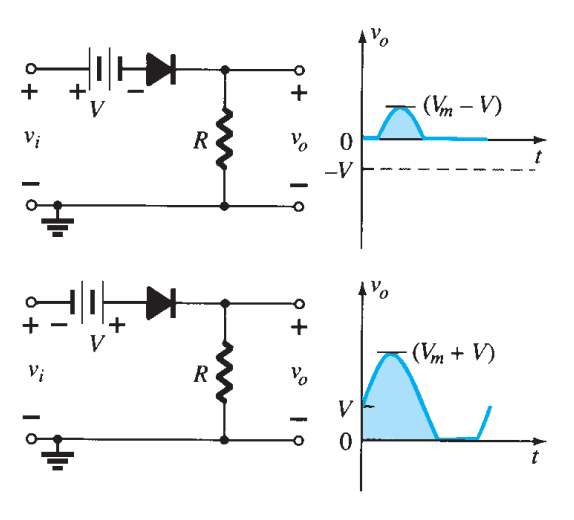 v_o
(V_m − V)
+ + − +
V
v_i R v_o 0
t
−V
− −
v_o
+ − + +
V
(V_m + V)
v_i R v_o
V
− − 0
t